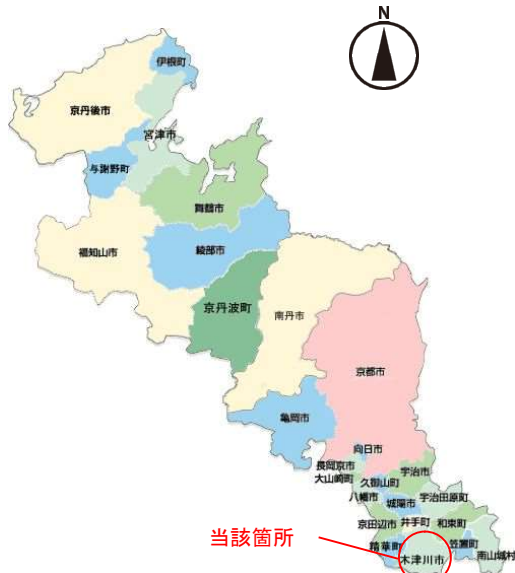 N
伊根町
京丹後市
宮津市
与謝野町
舞鶴市
福知山市
綾部市
京丹波町
南丹市
京都市
亀岡市
向日市
長岡京市
大山崎町
宇治市
久御山町
八幡市
宇治田原町
城陽市
京田辺市
井手町
和束町
当該箇所
精華町
笠置町
木津川市
南山城村